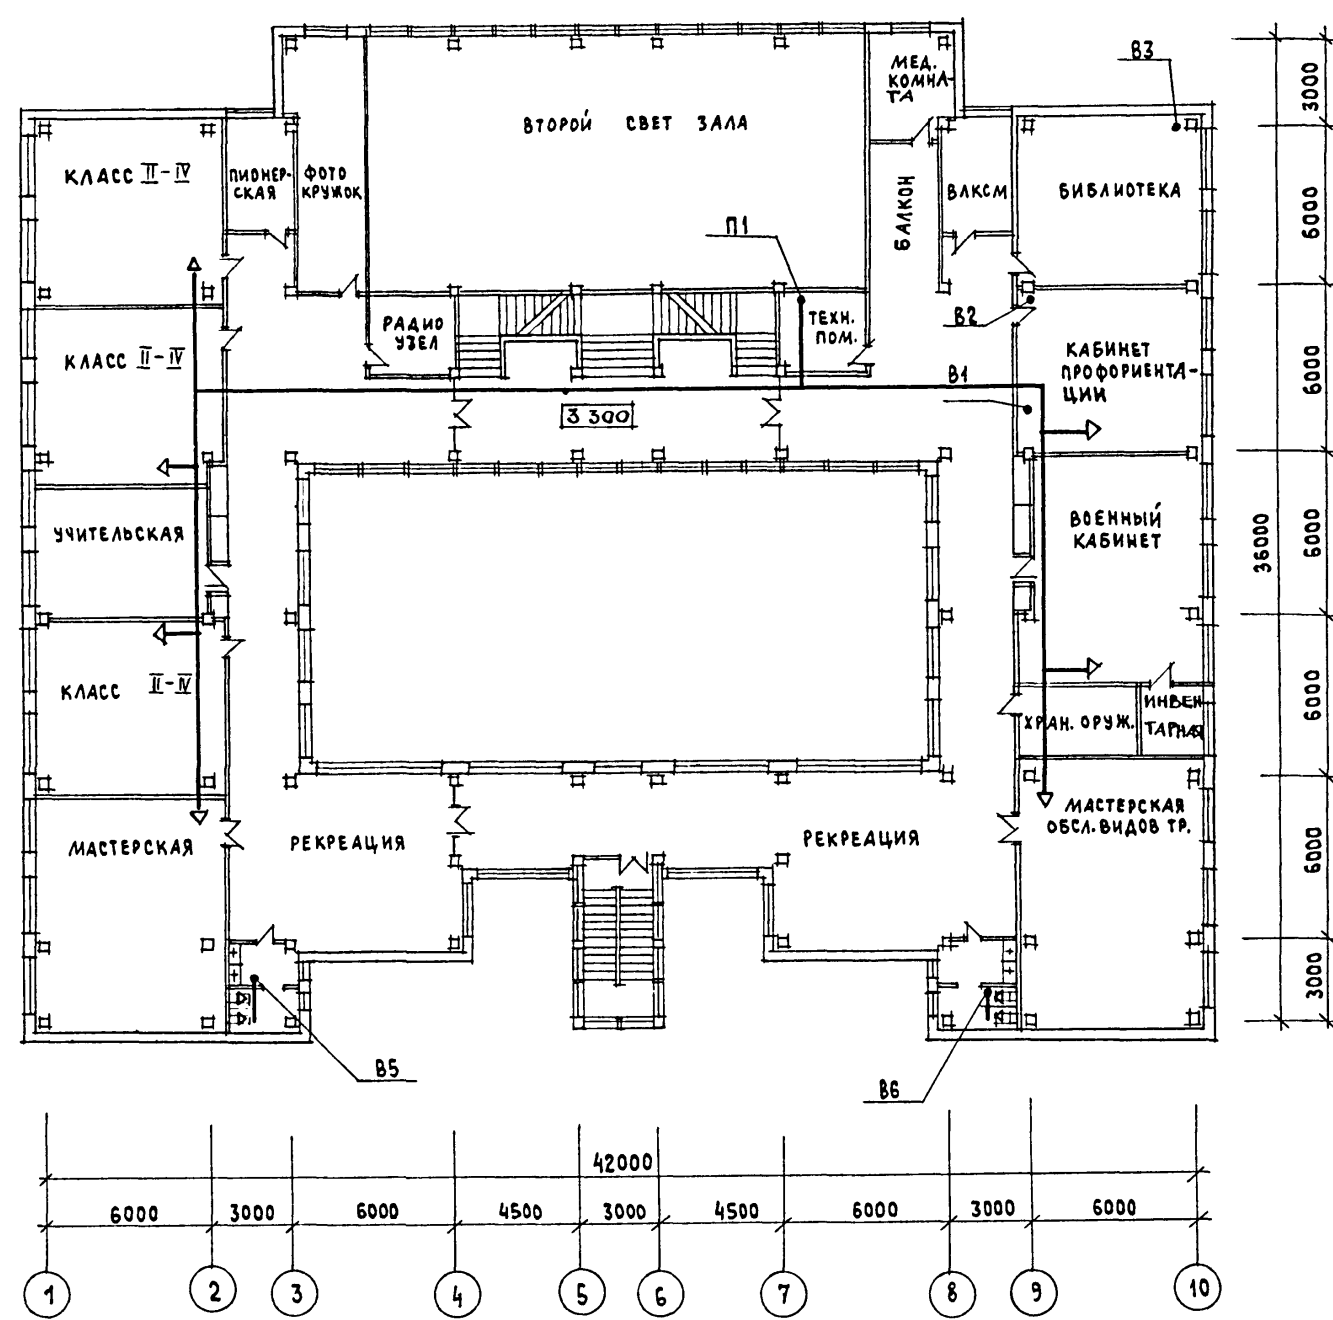 В3
МЕД.
КОМНА-
ТА
ВТОРОЙ СВЕТ ЗАЛА
КЛАСС II-IV
ПИОНЕР-
СКАЯ
ФОТО
КРУЖОК
БАЛКОН
ВЛКСМ
БИБЛИОТЕКА
П1
В2
РАДИО
УЗЕЛ
ТЕХН.
ПОМ.
КЛАСС II-IV
КАБИНЕТ
ПРОФОРИЕНТА-
ЦИИ
В1
3 300
УЧИТЕЛЬСКАЯ
ВОЕННЫЙ
КАБИНЕТ
КЛАСС II-IV
ХРАН. ОРУЖ.
ИНВЕН
ТАРНАЯ
МАСТЕРСКАЯ
РЕКРЕАЦИЯ
РЕКРЕАЦИЯ
МАСТЕРСКАЯ
ОБСЛ. ВИДОВ ТР.
В5
В6
3000
6000
6000
6000
36000
6000
6000
3000
42000
6000 3000 6000 4500 3000 4500 6000 3000 6000
1 2 3 4 5 6 7 8 9 10